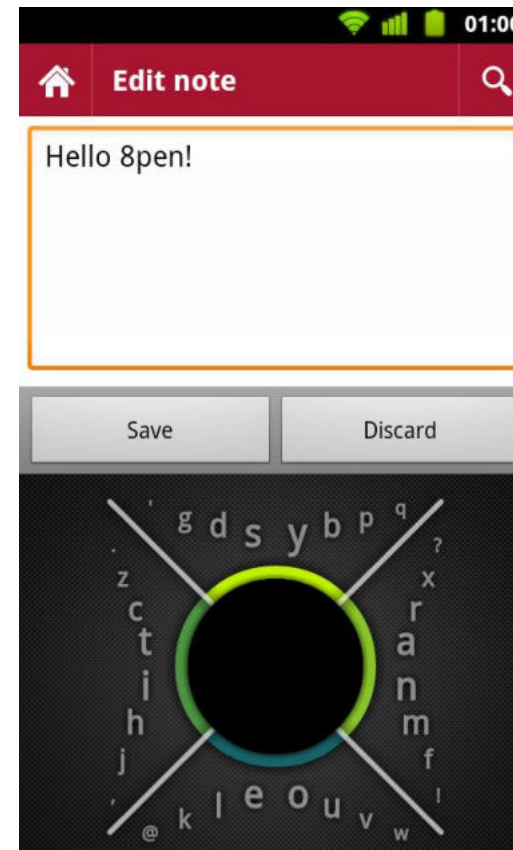 01:00
Edit note
Hello 8pen!
Save Discard
' g d s y b p q
. ?
z x
c r
t a
i n
h m
j f
, !
@ k l e o u v w